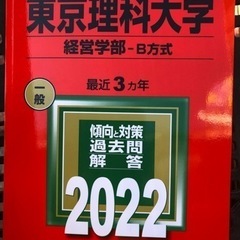 東京理科大学
経営学部-B方式
一般
最近3カ年
傾向と対策
過去問
解答
2022